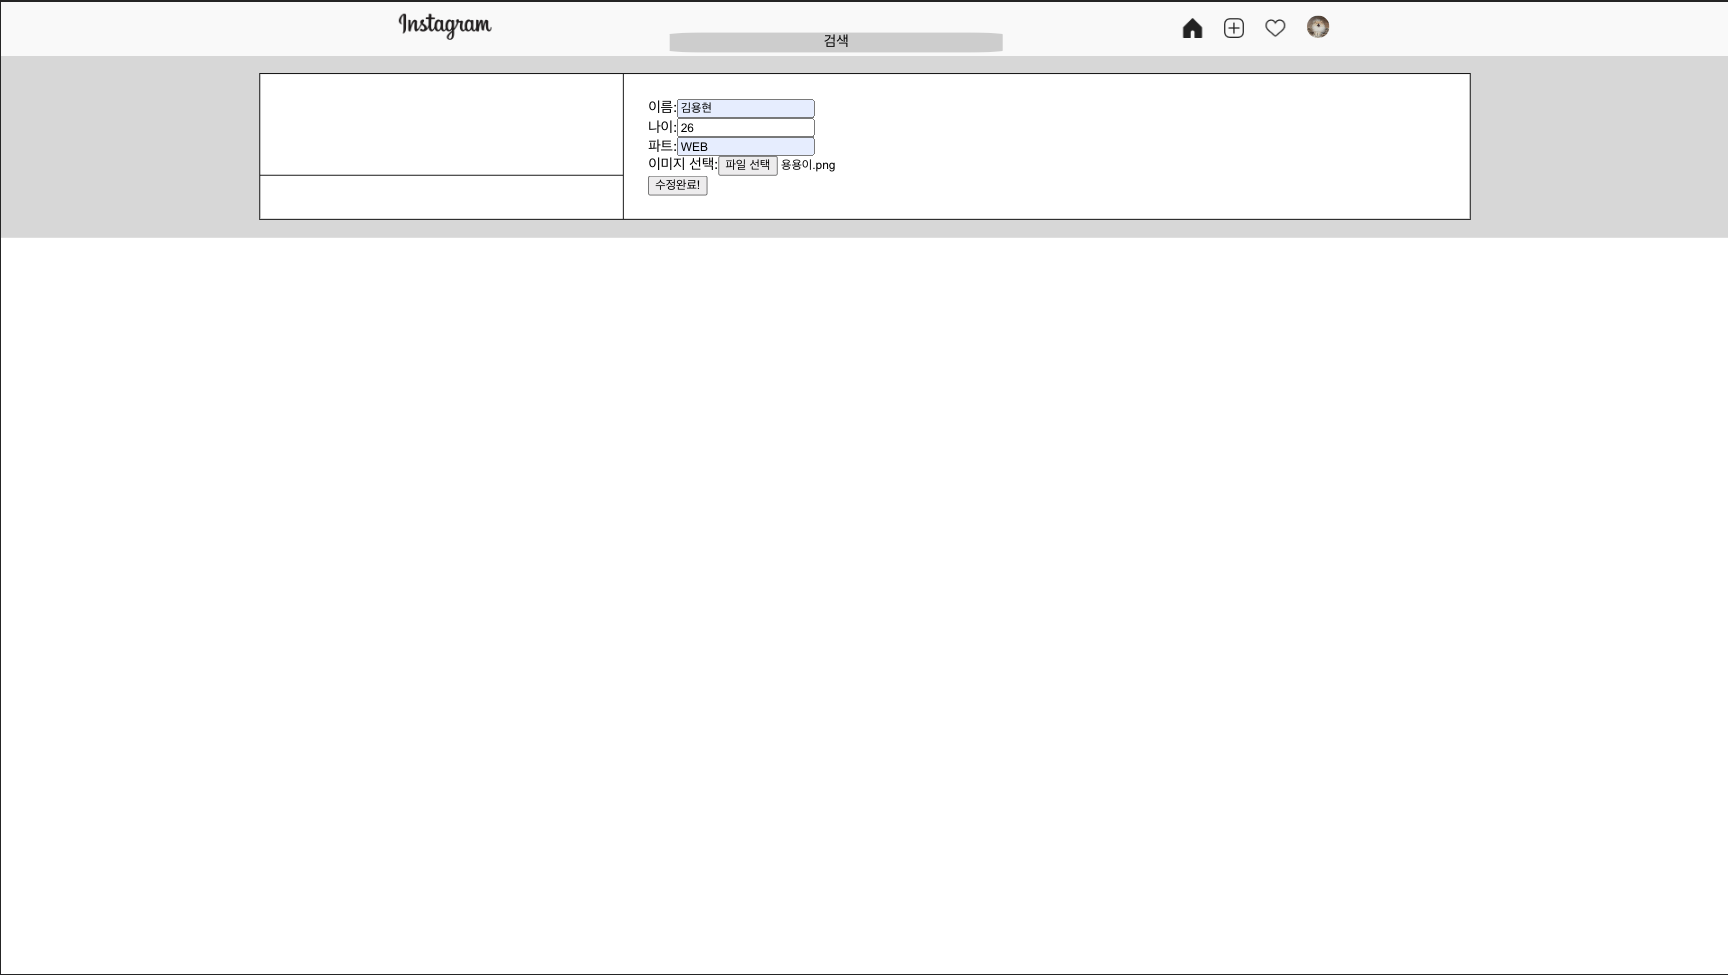 Instagram
검색
이름:김용현
나이:26
파트:WEB
이미지 선택:파일 선택 용용이.png
수정완료!